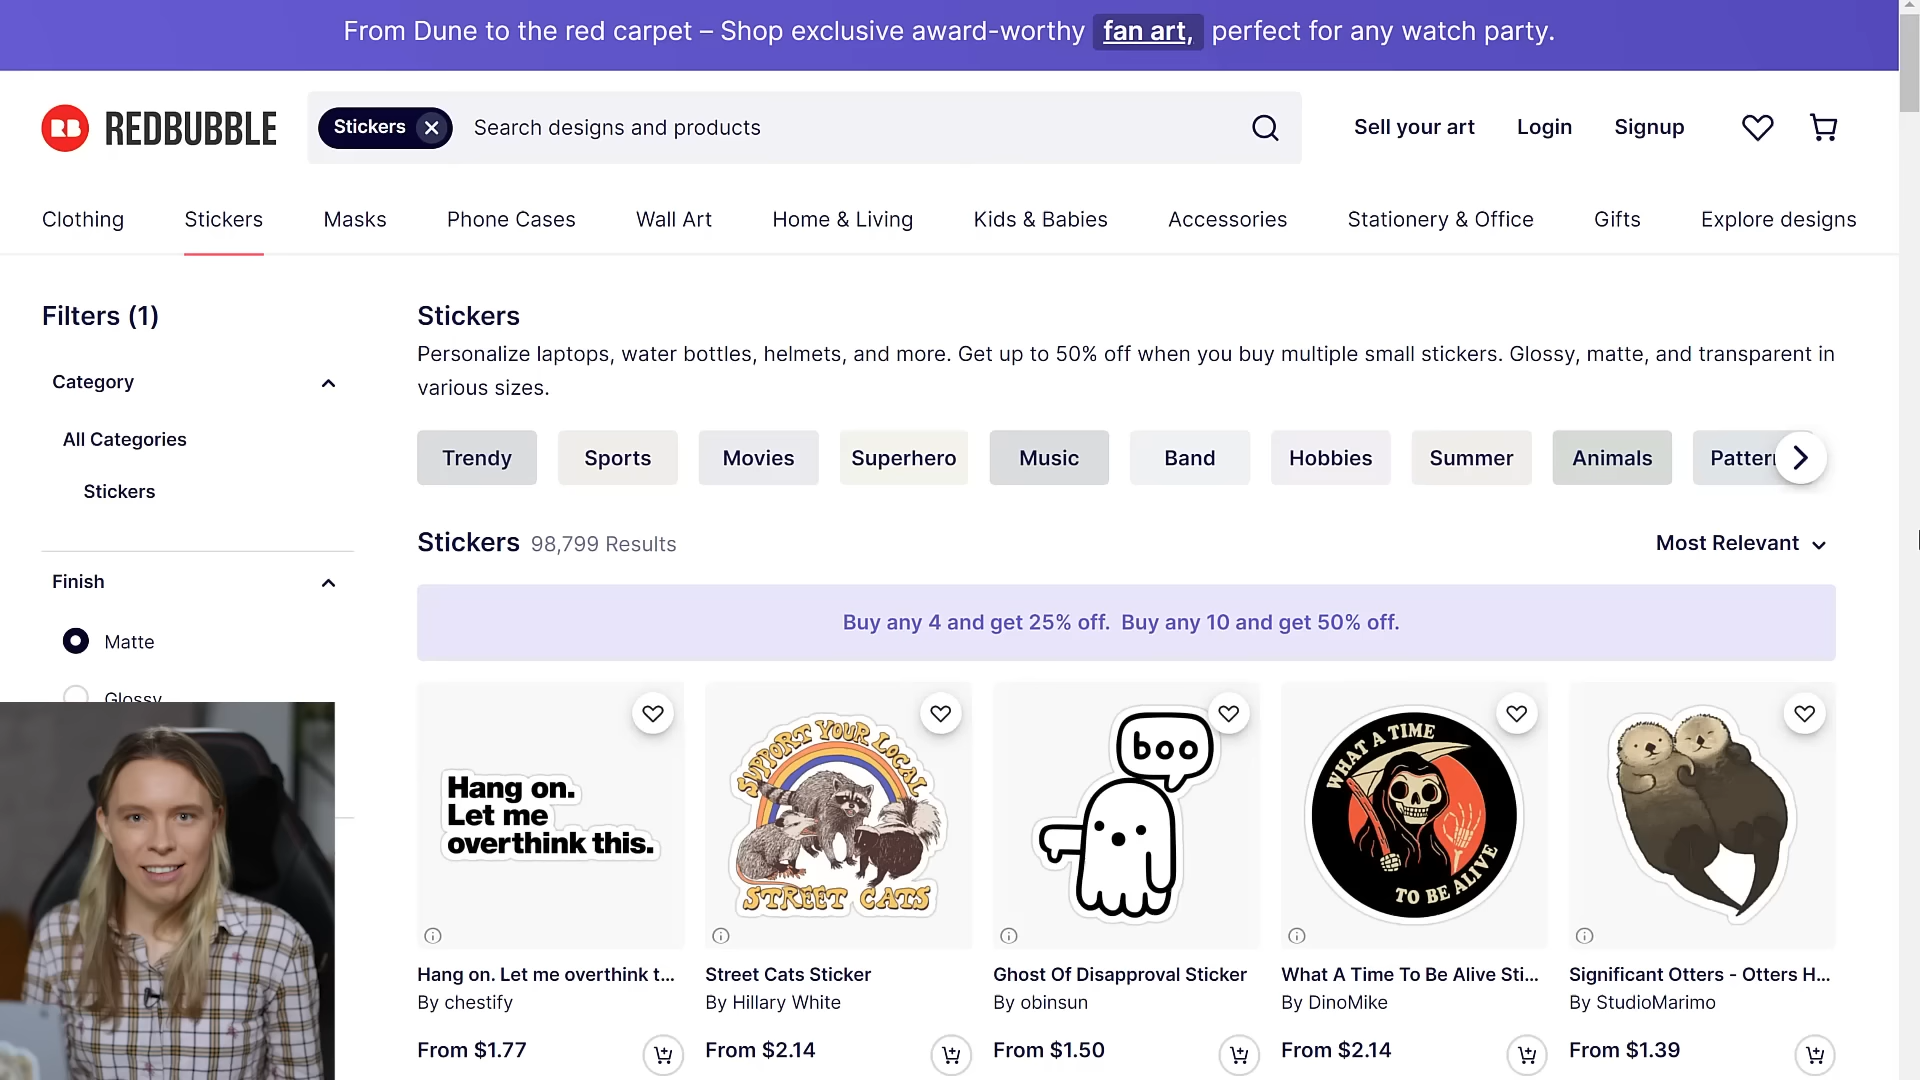 From Dune to the red carpet – Shop exclusive award-worthy fan art, perfect for any watch party.
RB REDBUBBLE
Stickers
Search designs and products
Sell your art
Login
Signup
Clothing
Stickers
Masks
Phone Cases
Wall Art
Home & Living
Kids & Babies
Accessories
Stationery & Office
Gifts
Explore designs
Filters (1)
Category
All Categories
Stickers
Finish
Matte
Glossy
Stickers
Personalize laptops, water bottles, helmets, and more. Get up to 50% off when you buy multiple small stickers. Glossy, matte, and transparent in
various sizes.
Trendy
Sports
Movies
Superhero
Music
Band
Hobbies
Summer
Animals
Stickers 98,799 Results
Most Relevant
Buy any 4 and get 25% off. Buy any 10 and get 50% off.
Hang on.
Let me
overthink this.
Hang on. Let me overthink t...
By chestify
From $1.77
SUPPORT YOUR LOCAL
STREET CATS
Street Cats Sticker
By Hillary White
From $2.14
boo
Ghost Of Disapproval Sticker
By obinsun
From $1.50
WHAT A TIME
TO BE ALIVE
What A Time To Be Alive Sti...
By DinoMike
From $2.14
Significant Otters - Otters H...
By StudioMarimo
From $1.39